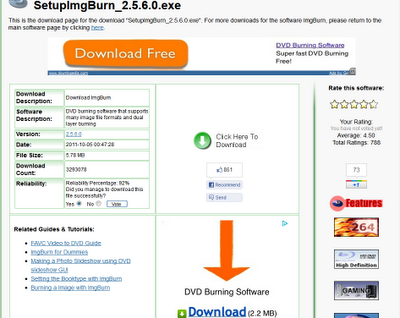 SetupImgBurn_2.5.6.0.exe
This is the download page for the download "SetupImgBurn_2.5.6.0.exe". For more downloads for the software ImgBurn, please return to the
main software page by clicking here.
Download Free
DVD Burning Software
Super fast DVD Burning
Free!
Download Description: Download ImgBurn
Software Description: DVD burning software that supports many image file formats and dual layer burning
Version: 2.5.6.0
Date: 2011-10-05 00:47:28
File Size: 5,78 MB
Download Count: 3293078
Reliability: Reliability Percentage: 92%
Did you manage to download this file successfully?
Yes No Vote
Click Here To
Download
851
Recommend
Send
Related Guides & Tutorials:
FAVC Video to DVD Guide
ImgBurn for Dummies
Making a Photo Slideshow using DVD
slideshow GUI
Setting the Booktype with ImgBurn
Burning a Image with ImgBurn
DVD Burning Software
Download (2.2 MB)
Rate this software:
Your Rating:
You have not voted yet!
Average: 4.50
Total Ratings: 788
73
+1
Features
264
High Definition
GAMING